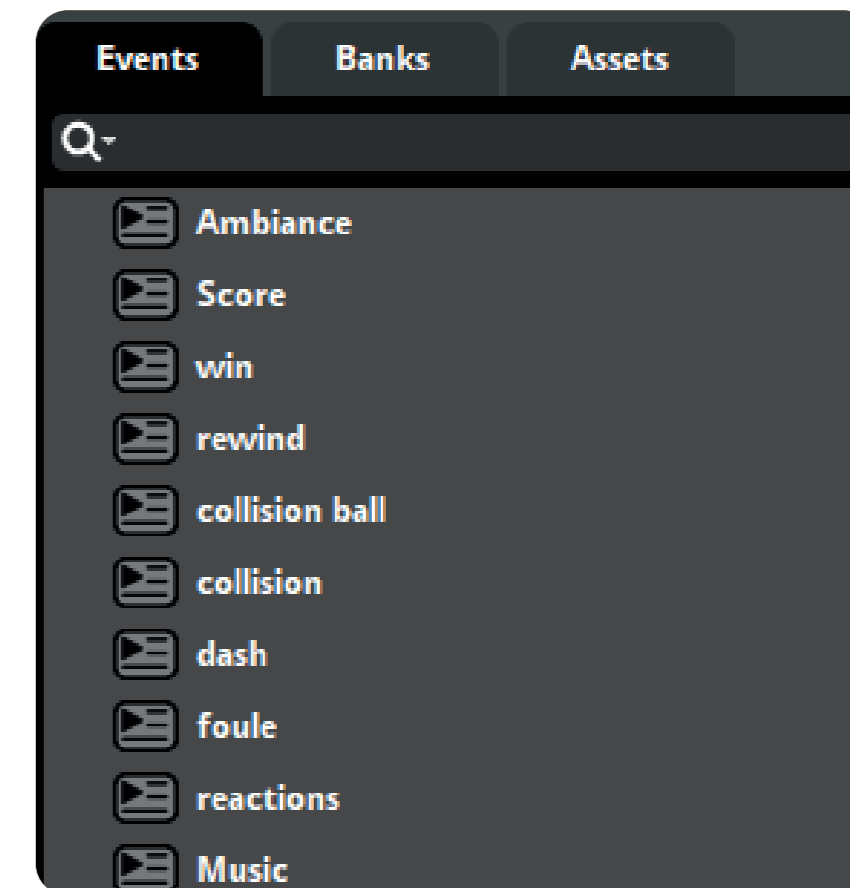 Events Banks Assets
Ambiance
Score
win
rewind
collision ball
collision
dash
foule
reactions
Music